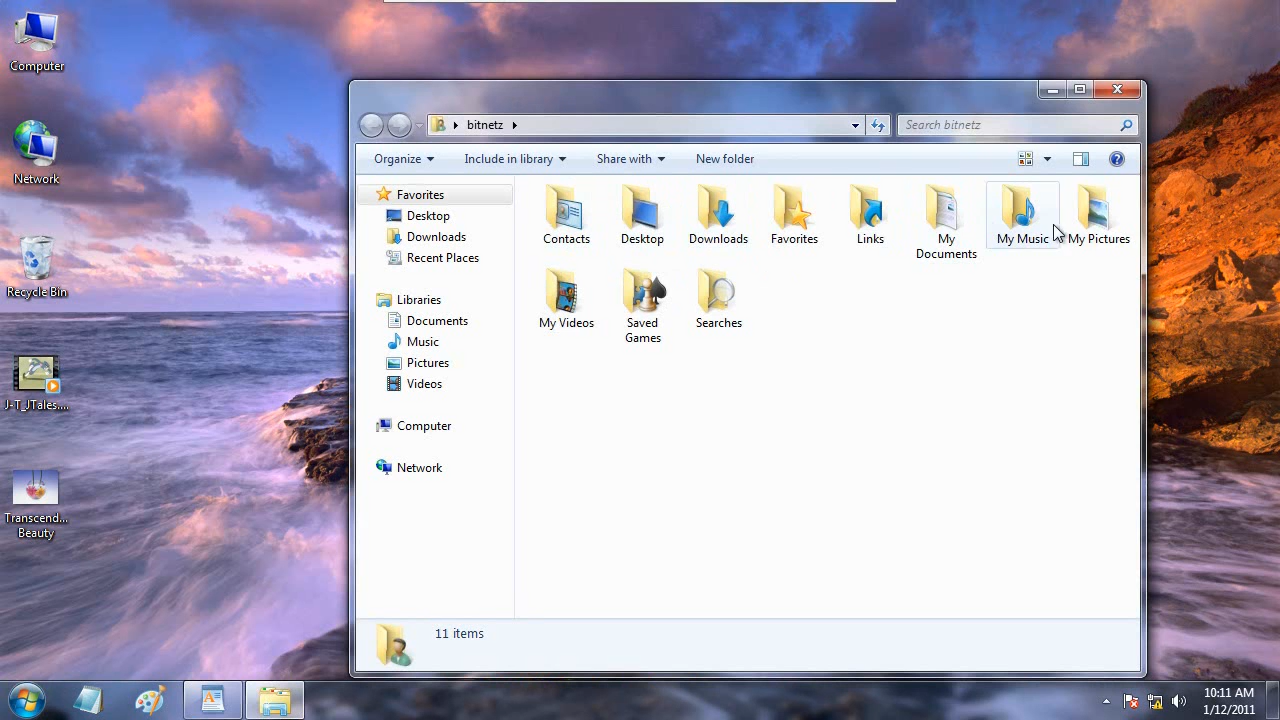 Computer
Network
Recycle Bin
J-T_JTales....
Transcend...
Beauty
bitnetz
Search bitnetz
Organize
Include in library
Share with
New folder
Favorites
Desktop
Downloads
Recent Places
Libraries
Documents
Music
Pictures
Videos
Computer
Network
Contacts
Desktop
Downloads
Favorites
Links
My
Documents
My Music
My Pictures
My Videos
Saved
Games
Searches
11 items
10:11 AM
1/12/2011